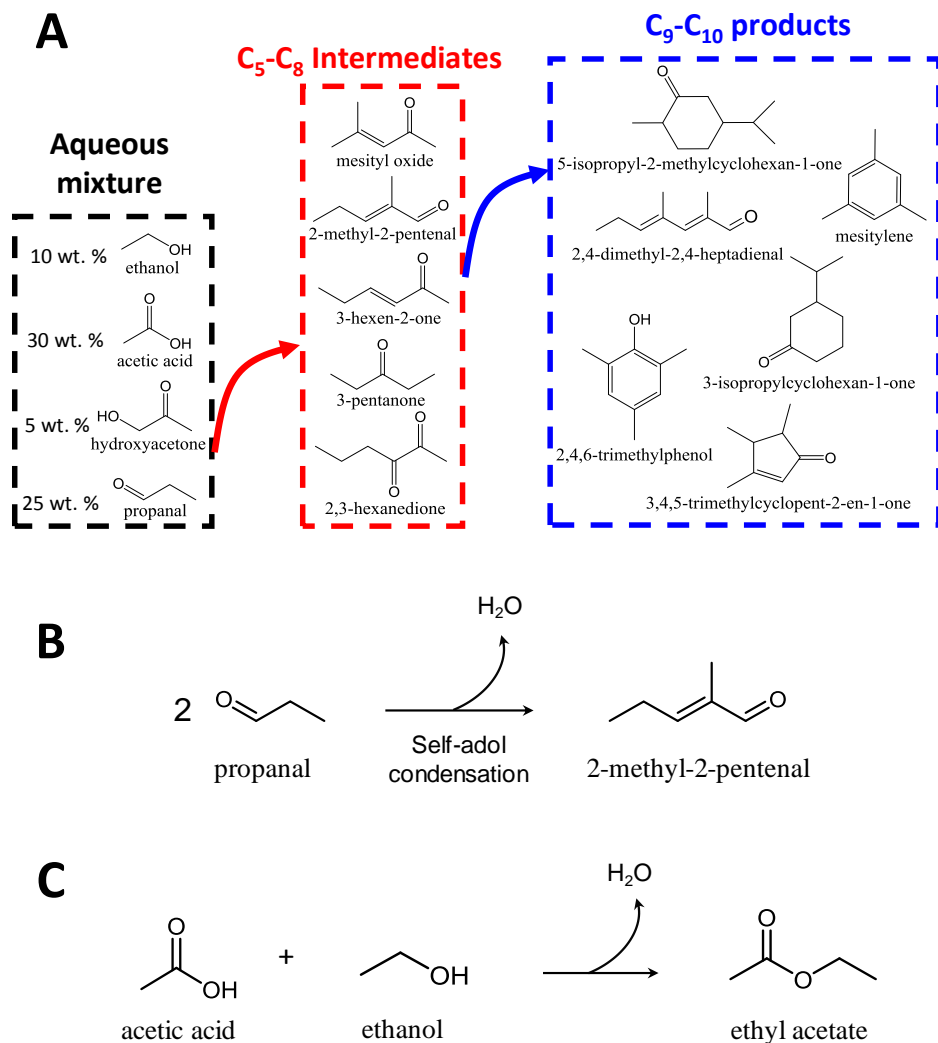 A
C5-C8 Intermediates
C9-C10 products
Aqueous
mixture
10 wt. %
OH
ethanol
30 wt. %
O
OH
acetic acid
5 wt. %
O
HO
hydroxyacetone
25 wt. %
O
propanal
O
mesityl oxide
O
2-methyl-2-pentenal
O
3-hexen-2-one
O
3-pentanone
O
O
2,3-hexanedione
O
5-isopropyl-2-methylcyclohexan-1-one
O
2,4-dimethyl-2,4-heptadienal
mesitylene
OH
2,4,6-trimethylphenol
O
3-isopropylcyclohexan-1-one
O
3,4,5-trimethylcyclopent-2-en-1-one
B
H2O
2
O
propanal
Self-adol
condensation
O
2-methyl-2-pentenal
C
H2O
O
OH
acetic acid
+
OH
ethanol
O
O
ethyl acetate